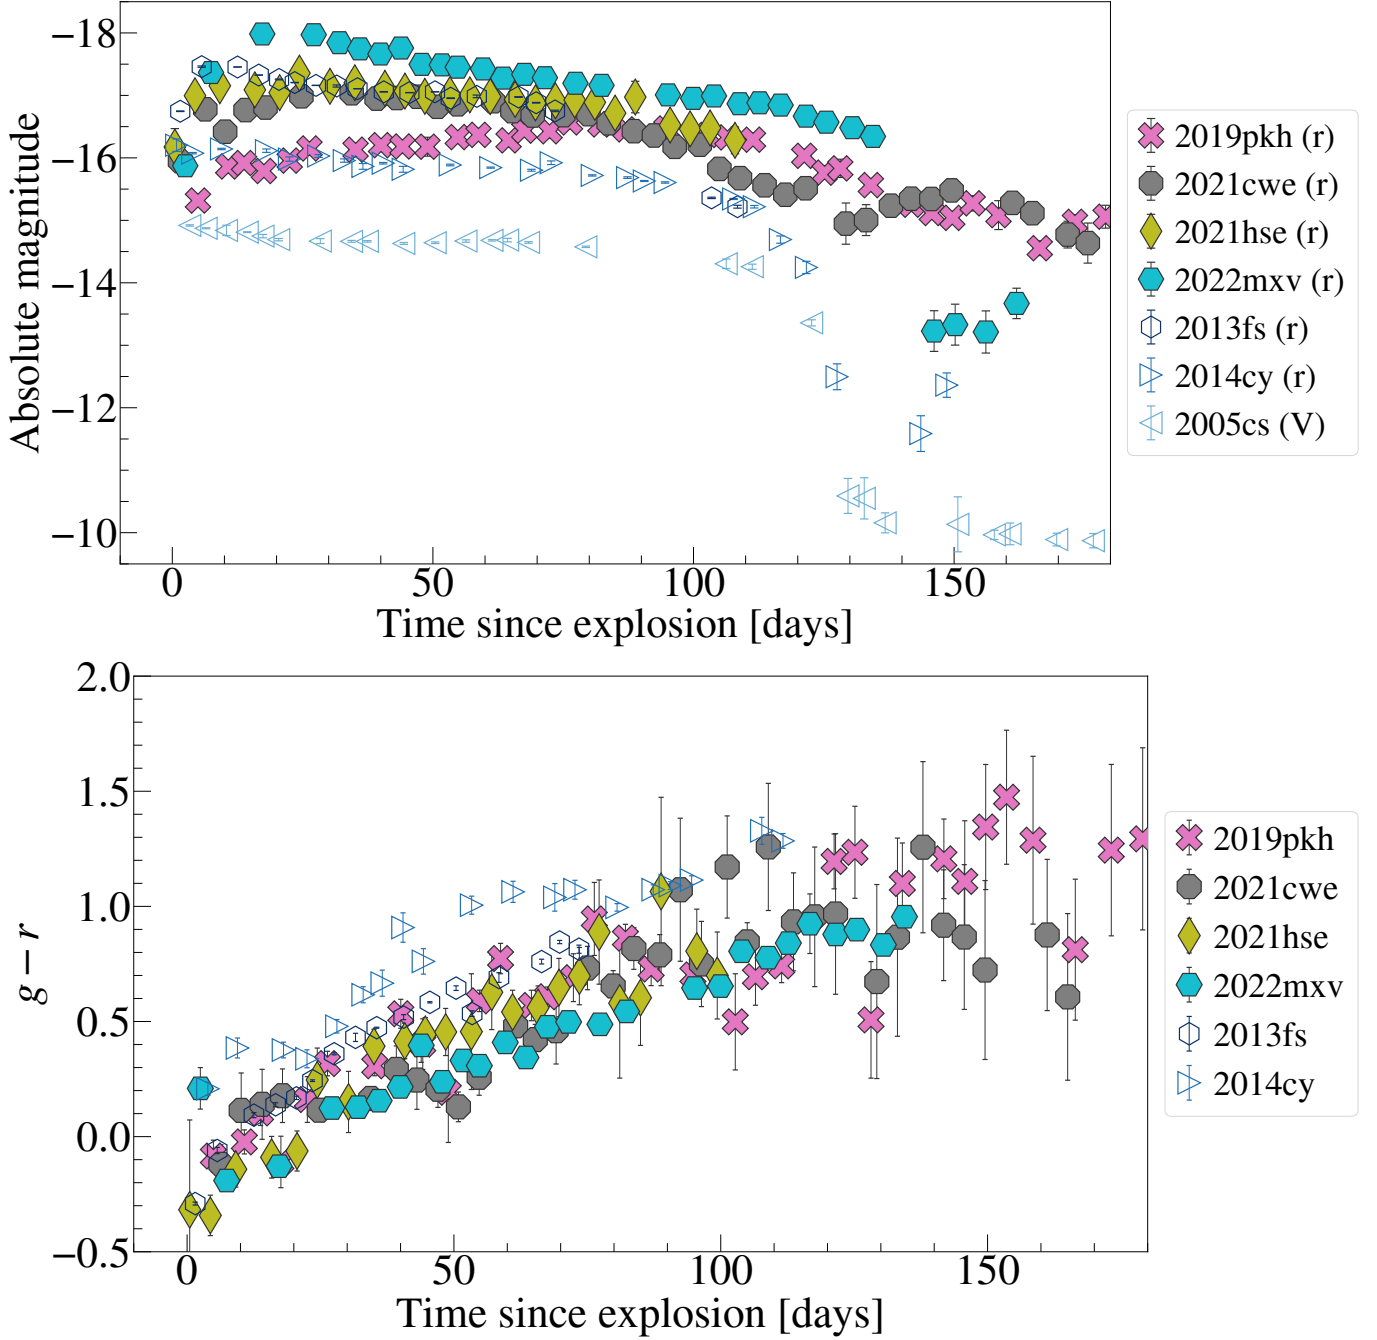 −18
−16
−14
−12
−10
Absolute magnitude
0
50
100
150
Time since explosion [days]
2019pkh (r)
2021cwe (r)
2021hse (r)
2022mxv (r)
2013fs (r)
2014cy (r)
2005cs (V)
2.0
1.5
1.0
0.5
0.0
−0.5
g − r
0
50
100
150
Time since explosion [days]
2019pkh
2021cwe
2021hse
2022mxv
2013fs
2014cy